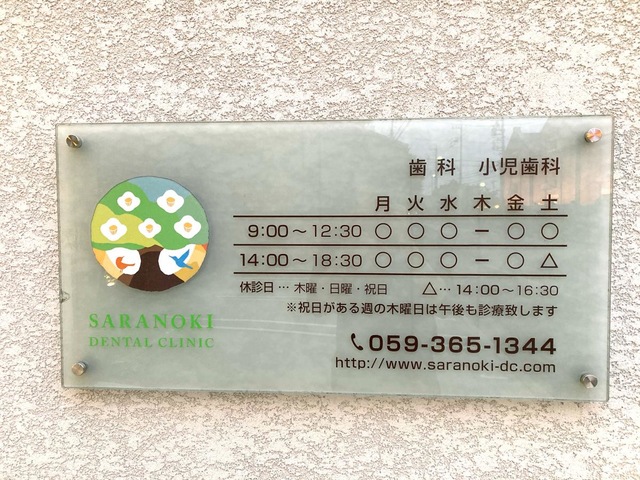 歯科 小児歯科
月 火 水 木 金 土
9:00～12:30 ○ ○ ○ － ○ ○
14:00～18:30 ○ ○ ○ － ○ △
休診日…木曜・日曜・祝日 △…14:00～16:30
※祝日がある週の木曜日は午後も診療致します
SARANOKI
DENTAL CLINIC
059-365-1344
http://www.saranoki-dc.com